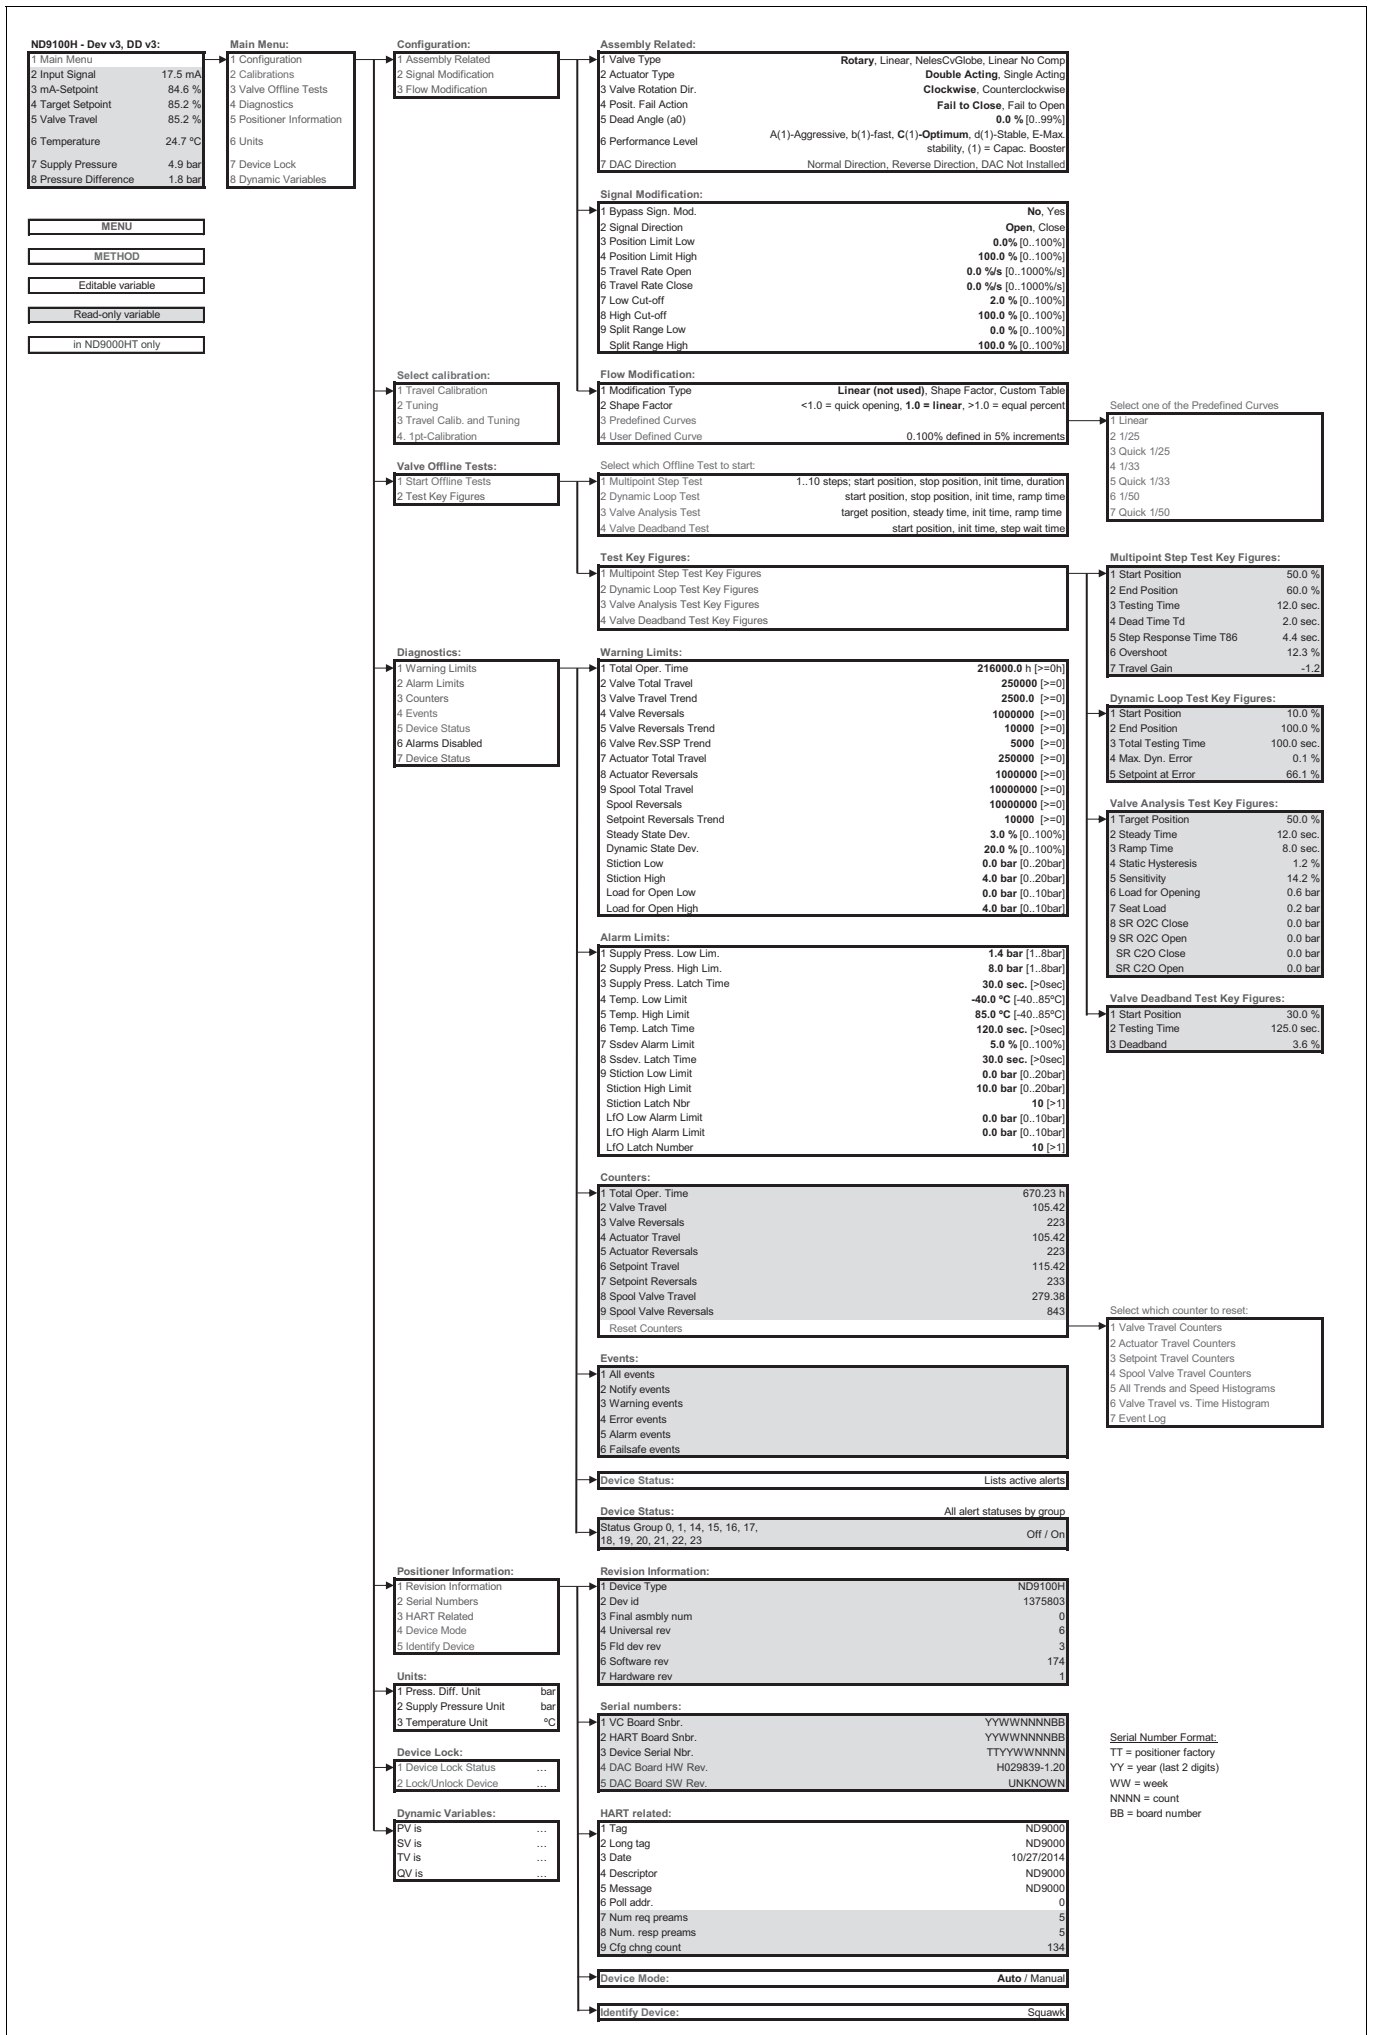 ND9100H - Dev v3, DD v3:
1 Main Menu
2 Input Signal 17.5 mA
3 mA-Setpoint 84.6 %
4 Target Setpoint 85.2 %
5 Valve Travel 85.2 %
6 Temperature 24.7 ºC
7 Supply Pressure 4.9 bar
8 Pressure Difference 1.8 bar
MENU
METHOD
Editable variable
Read-only variable
in ND9000HT only
Main Menu:
1 Configuration
2 Calibrations
3 Valve Offline Tests
4 Diagnostics
5 Positioner Information
6 Units
7 Device Lock
8 Dynamic Variables
Configuration:
1 Assembly Related
2 Signal Modification
3 Flow Modification
Assembly Related:
1 Valve Type Rotary, Linear, NelesCvGlobe, Linear No Comp
2 Actuator Type Double Acting, Single Acting
3 Valve Rotation Dir. Clockwise, Counterclockwise
4 Posit. Fail Action Fail to Close, Fail to Open
5 Dead Angle (a0) 0.0 % [0..99%]
6 Performance Level A(1)-Aggressive, b(1)-fast, C(1)-Optimum, d(1)-Stable, E-Max.
stability, (1) = Capac. Booster
7 DAC Direction Normal Direction, Reverse Direction, DAC Not Installed
Signal Modification:
1 Bypass Sign. Mod. No, Yes
2 Signal Direction Open, Close
3 Position Limit Low 0.0% [0..100%]
4 Position Limit High 100.0 % [0..100%]
5 Travel Rate Open 0.0 %/s [0..1000%/s]
6 Travel Rate Close 0.0 %/s [0..1000%/s]
7 Low Cut-off 2.0 % [0..100%]
8 High Cut-off 100.0 % [0..100%]
9 Split Range Low 0.0 % [0..100%]
Split Range High 100.0 % [0..100%]
Select calibration:
1 Travel Calibration
2 Tuning
3 Travel Calib. and Tuning
4. 1pt-Calibration
Flow Modification:
1 Modification Type Linear (not used), Shape Factor, Custom Table
2 Shape Factor <1.0 = quick opening, 1.0 = linear, >1.0 = equal percent
3 Predefined Curves
4 User Defined Curve 0.100% defined in 5% increments
Select one of the Predefined Curves
1 Linear
2 1/25
3 Quick 1/25
4 1/33
5 Quick 1/33
6 1/50
7 Quick 1/50
Valve Offline Tests:
1 Start Offline Tests
2 Test Key Figures
Select which Offline Test to start:
1 Multipoint Step Test 1..10 steps; start position, stop position, init time, duration
2 Dynamic Loop Test start position, stop position, init time, ramp time
3 Valve Analysis Test target position, steady time, init time, ramp time
4 Valve Deadband Test start position, init time, step wait time
Test Key Figures:
1 Multipoint Step Test Key Figures
2 Dynamic Loop Test Key Figures
3 Valve Analysis Test Key Figures
4 Valve Deadband Test Key Figures
Multipoint Step Test Key Figures:
1 Start Position 50.0 %
2 End Position 60.0 %
3 Testing Time 12.0 sec.
4 Dead Time Td 2.0 sec.
5 Step Response Time T86 4.4 sec.
6 Overshoot 12.3 %
7 Travel Gain -1.2
Dynamic Loop Test Key Figures:
1 Start Position 10.0 %
2 End Position 100.0 %
3 Total Testing Time 100.0 sec.
4 Max. Dyn. Error 0.1 %
5 Setpoint at Error 66.1 %
Valve Analysis Test Key Figures:
1 Target Position 50.0 %
2 Steady Time 12.0 sec.
3 Ramp Time 8.0 sec.
4 Static Hysteresis 1.2 %
5 Sensitivity 14.2 %
6 Load for Opening 0.6 bar
7 Seat Load 0.2 bar
8 SR O2C Close 0.0 bar
9 SR O2C Open 0.0 bar
SR C2O Close 0.0 bar
SR C2O Open 0.0 bar
Valve Deadband Test Key Figures:
1 Start Position 30.0 %
2 Testing Time 125.0 sec.
3 Deadband 3.6 %
Diagnostics:
1 Warning Limits
2 Alarm Limits
3 Counters
4 Events
5 Device Status
6 Alarms Disabled
7 Device Status
Warning Limits:
1 Total Oper. Time 216000.0 h [>=0h]
2 Valve Total Travel 250000 [>=0]
3 Valve Travel Trend 2500.0 [>=0]
4 Valve Reversals 1000000 [>=0]
5 Valve Reversals Trend 10000 [>=0]
6 Valve Rev.SSP Trend 5000 [>=0]
7 Actuator Total Travel 250000 [>=0]
8 Actuator Reversals 1000000 [>=0]
9 Spool Total Travel 10000000 [>=0]
Spool Reversals 10000000 [>=0]
Setpoint Reversals Trend 10000 [>=0]
Steady State Dev. 3.0 % [0..100%]
Dynamic State Dev. 20.0 % [0..100%]
Stiction Low 0.0 bar [0..20bar]
Stiction High 4.0 bar [0..20bar]
Load for Open Low 0.0 bar [0..10bar]
Load for Open High 4.0 bar [0..10bar]
Alarm Limits:
1 Supply Press. Low Lim. 1.4 bar [1..8bar]
2 Supply Press. High Lim. 8.0 bar [1..8bar]
3 Supply Press. Latch Time 30.0 sec. [>0sec]
4 Temp. Low Limit -40.0 ºC [-40..85ºC]
5 Temp. High Limit 85.0 ºC [-40..85ºC]
6 Temp. Latch Time 120.0 sec. [>0sec]
7 Ssdev Alarm Limit 5.0 % [0..100%]
8 Ssdev. Latch Time 30.0 sec. [>0sec]
9 Stiction Low Limit 0.0 bar [0..20bar]
Stiction High Limit 10.0 bar [0..20bar]
Stiction Latch Nbr 10 [>1]
LfO Low Alarm Limit 0.0 bar [0..10bar]
LfO High Alarm Limit 0.0 bar [0..10bar]
LfO Latch Number 10 [>1]
Counters:
1 Total Oper. Time 670.23 h
2 Valve Travel 105.42
3 Valve Reversals 223
4 Actuator Travel 105.42
5 Actuator Reversals 223
6 Setpoint Travel 115.42
7 Setpoint Reversals 233
8 Spool Valve Travel 279.38
9 Spool Valve Reversals 843
Reset Counters
Select which counter to reset:
1 Valve Travel Counters
2 Actuator Travel Counters
3 Setpoint Travel Counters
4 Spool Valve Travel Counters
5 All Trends and Speed Histograms
6 Valve Travel vs. Time Histogram
7 Event Log
Events:
1 All events
2 Notify events
3 Warning events
4 Error events
5 Alarm events
6 Failsafe events
Device Status: Lists active alerts
Device Status: All alert statuses by group
Status Group 0, 1, 14, 15, 16, 17,
18, 19, 20, 21, 22, 23 Off / On
Positioner Information:
1 Revision Information
2 Serial Numbers
3 HART Related
4 Device Mode
5 Identify Device
Revision Information:
1 Device Type ND9100H
2 Dev id 1375803
3 Final asmbly num 0
4 Universal rev 6
5 Fld dev rev 3
6 Software rev 174
7 Hardware rev 1
Units:
1 Press. Diff. Unit bar
2 Supply Pressure Unit bar
3 Temperature Unit ºC
Serial numbers:
1 VC Board Snbr. YYWWNNNNBB
2 HART Board Snbr. YYWWNNNNBB
3 Device Serial Nbr. TTYYWWNNNN
4 DAC Board HW Rev. H029839-1.20
5 DAC Board SW Rev. UNKNOWN
Serial Number Format:
TT = positioner factory
YY = year (last 2 digits)
WW = week
NNNN = count
BB = board number
Device Lock:
1 Device Lock Status ...
2 Lock/Unlock Device ...
Dynamic Variables:
PV is ...
SV is ...
TV is ...
QV is ...
HART related:
1 Tag ND9000
2 Long tag ND9000
3 Date 10/27/2014
4 Descriptor ND9000
5 Message ND9000
6 Poll addr. 0
7 Num req preams 5
8 Num. resp preams 5
9 Cfg chng count 134
Device Mode: Auto / Manual
Identify Device: Squawk